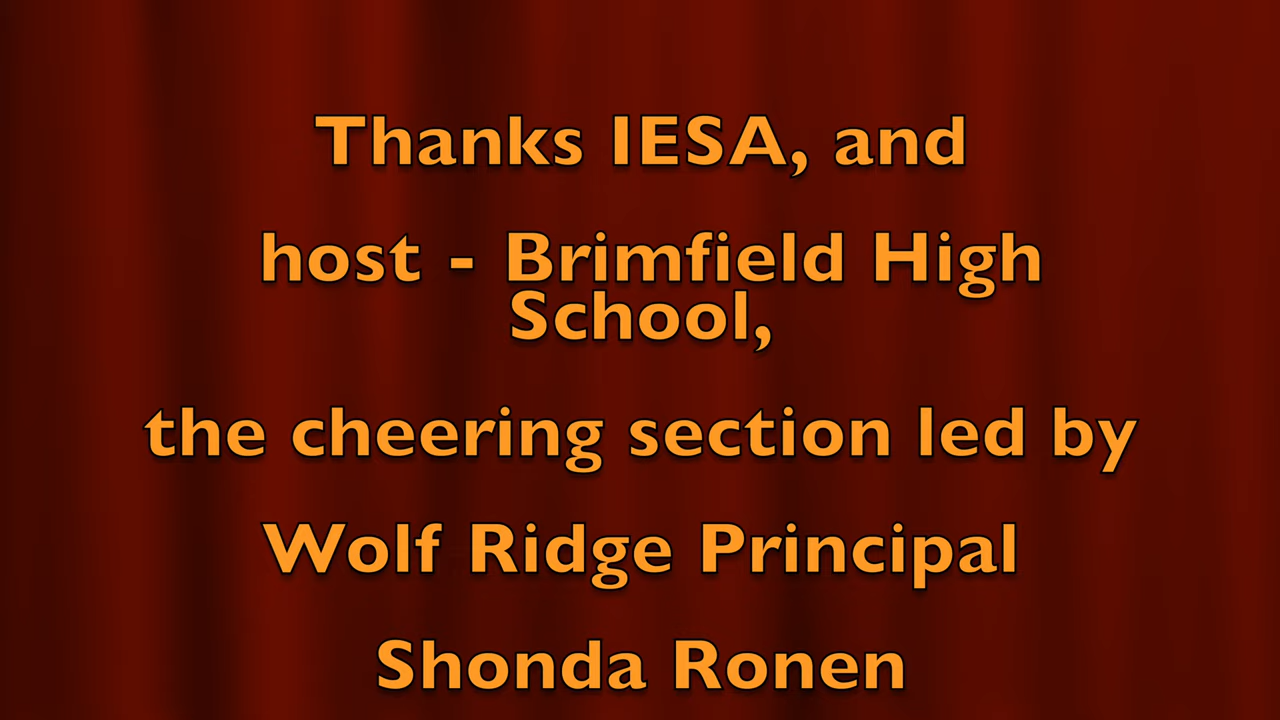 Thanks IESA, and
host - Brimfield High
School,
the cheering section led by
Wolf Ridge Principal
Shonda Ronen